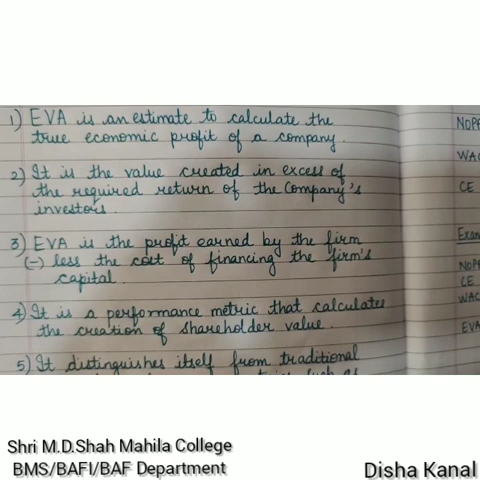 1) EVA is an estimate to calculate the
true economic profit of a company.
2) It is the value created in excess of
the required return of the Company's
investors.
3) EVA is the profit earned by the firm
(-) less the cost of financing the firm's
capital.
4) It is a performance metric that calculates
the creation of shareholder value.
5) It distinguishes itself from traditional
such as
WAC
CE
CE
WAC
EVA
Shri M.D.Shah Mahila College
BMS/BAFI/BAF Department
Disha Kanal